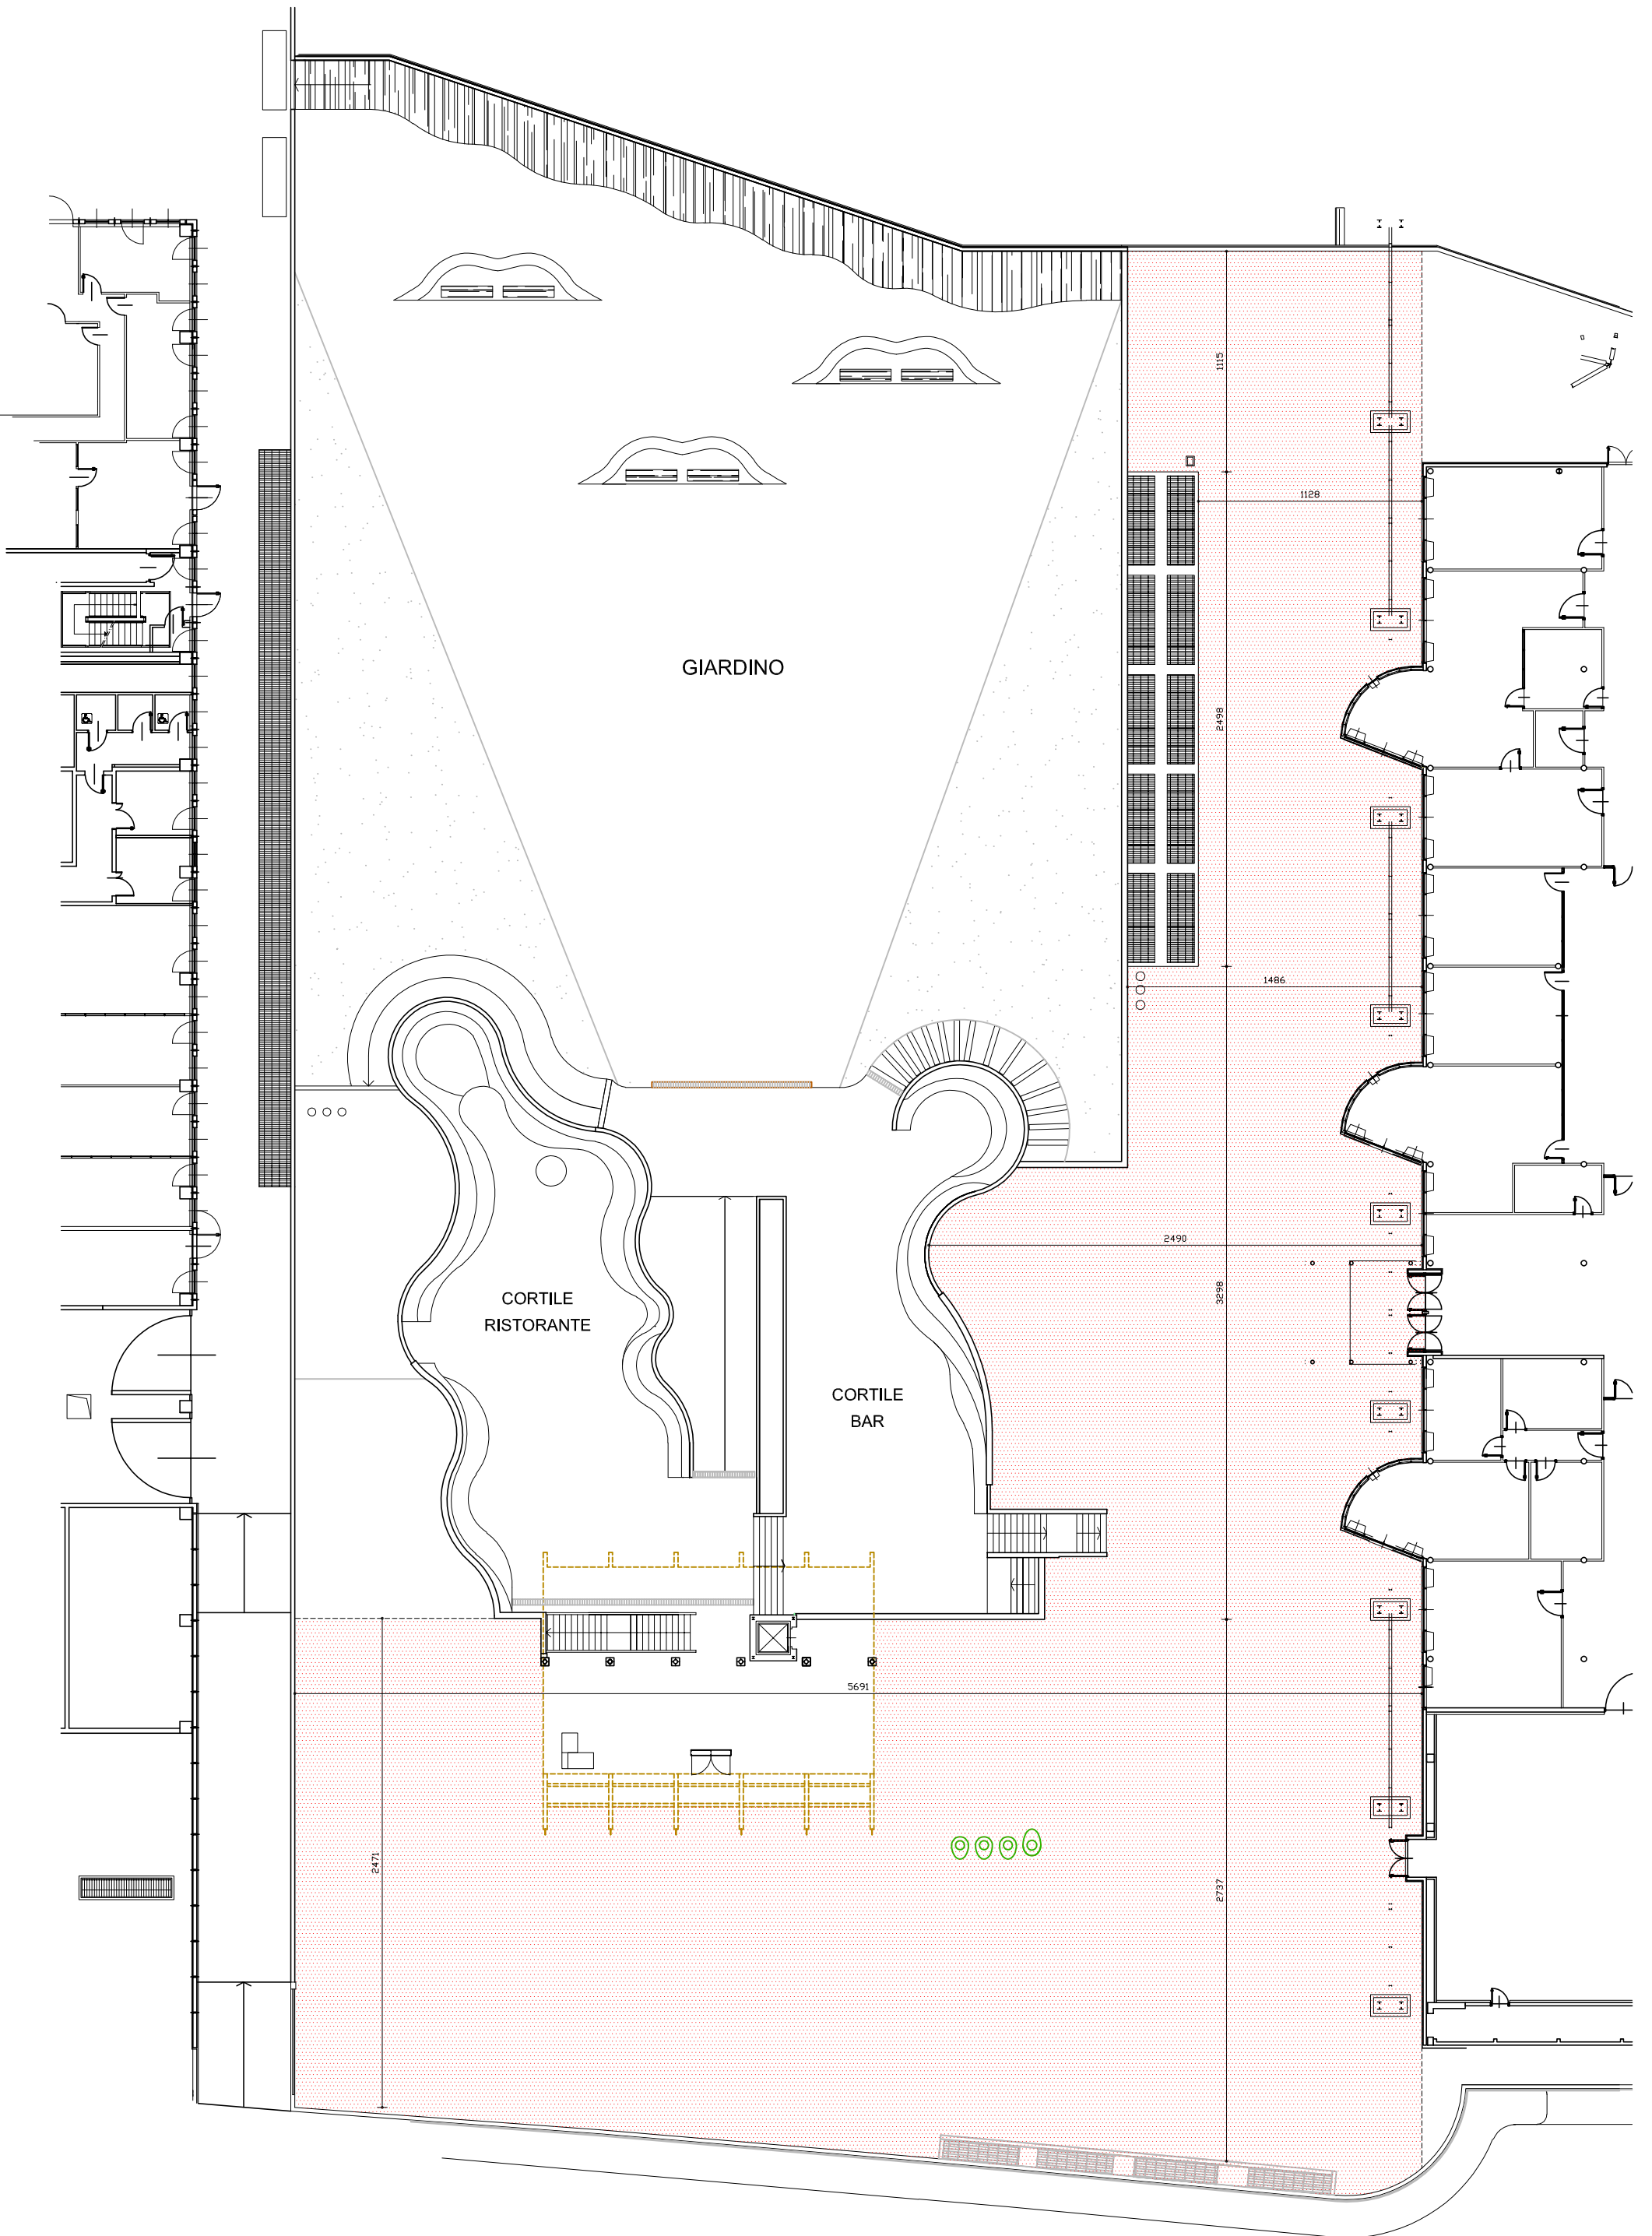 1115
1128
GIARDINO
2498
1486
2490
3298
CORTILE
RISTORANTE
CORTILE
BAR
5691
2471
2737